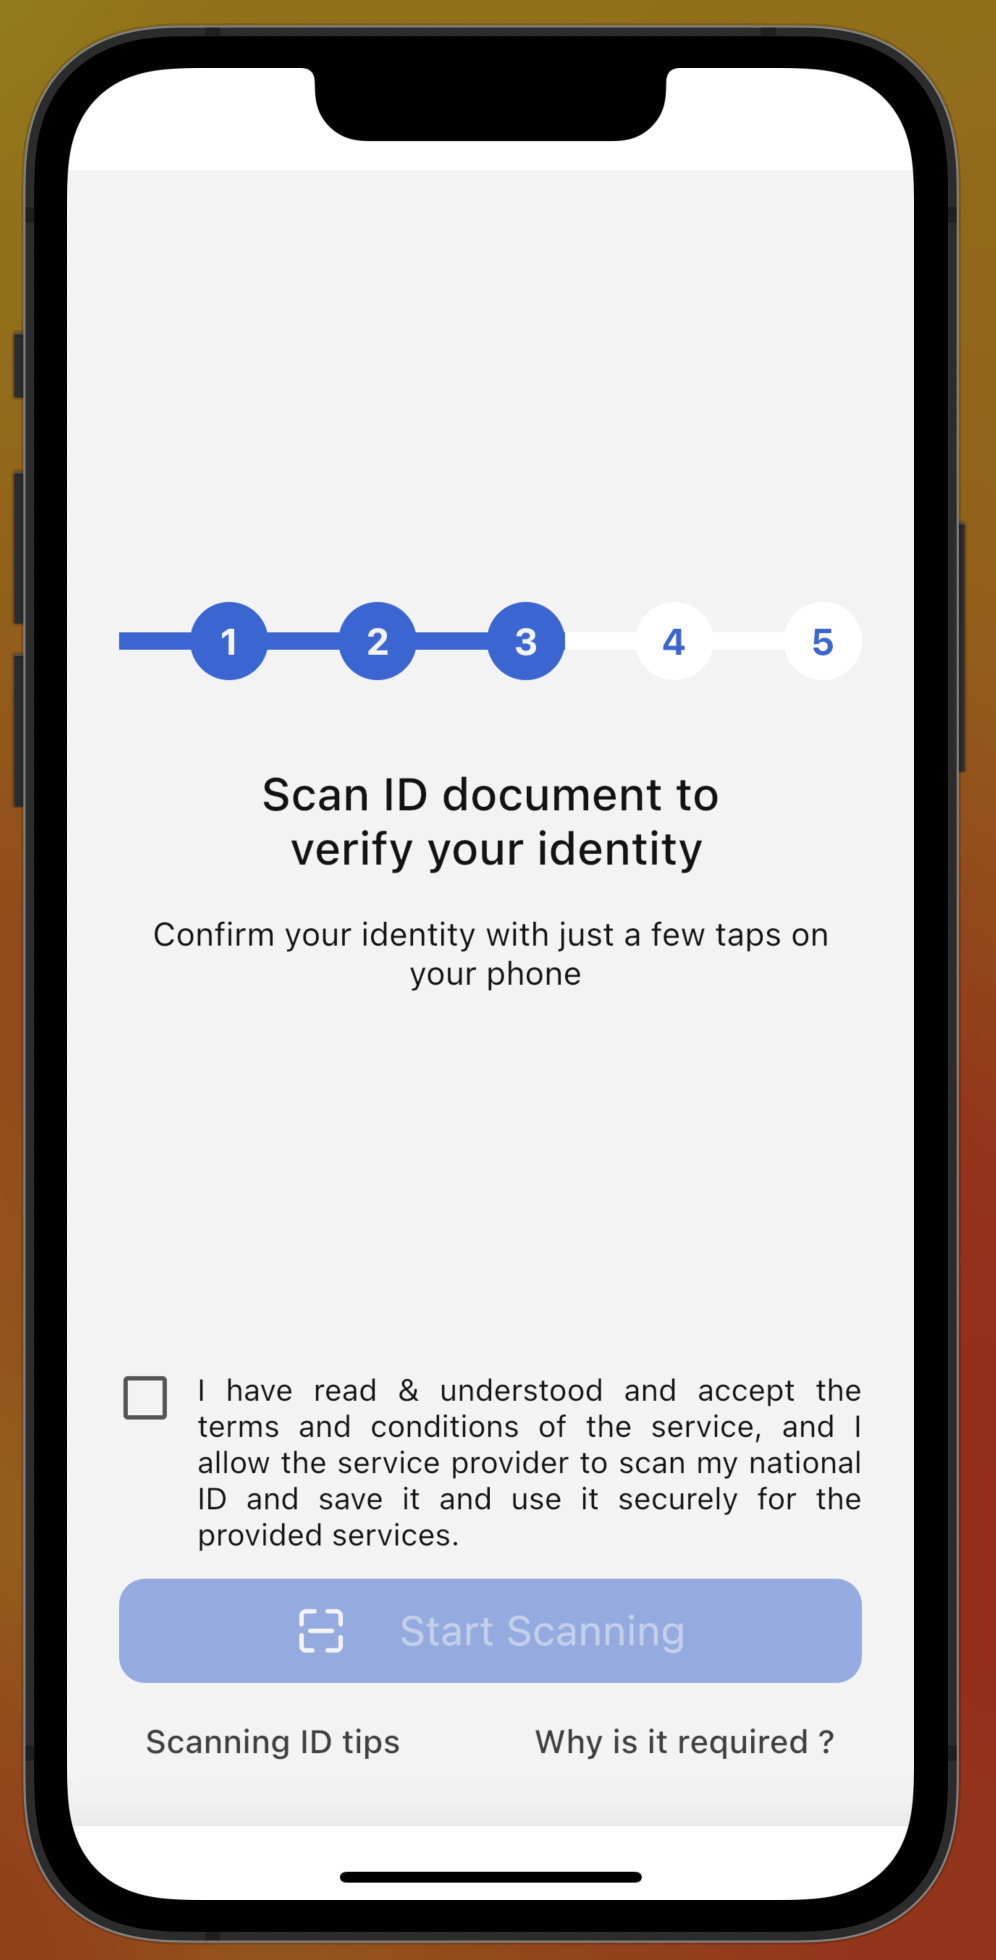 1 2 3 4 5
Scan ID document to
verify your identity
Confirm your identity with just a few taps on
your phone
I have read & understood and accept the
terms and conditions of the service, and I
allow the service provider to scan my national
ID and save it and use it securely for the
provided services.
Start Scanning
Scanning ID tips
Why is it required ?